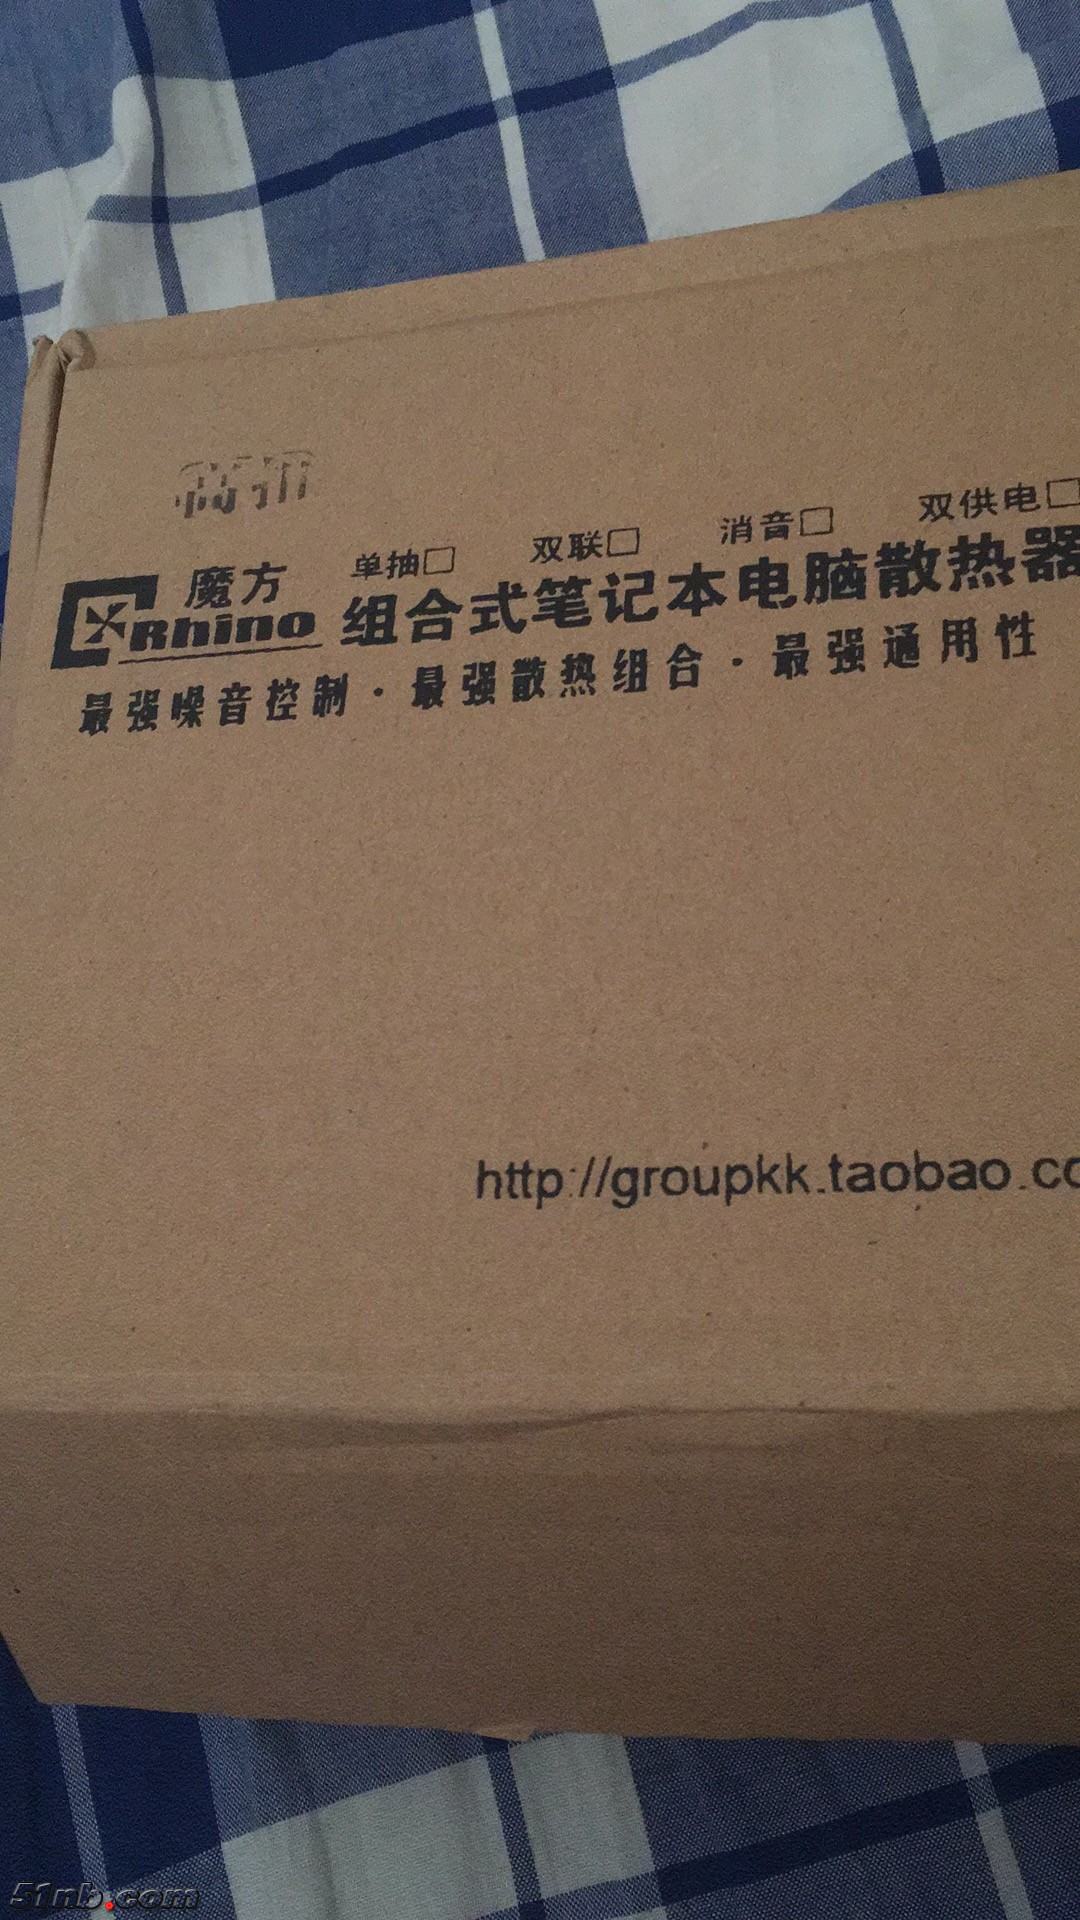 单抽□ 双联□ 消音□ 双供电□
魔方
Rhino 组合式笔记本电脑散热器
最强噪音控制·最强散热组合·最强通用性
http://groupkk.taobao.co
51nb.com